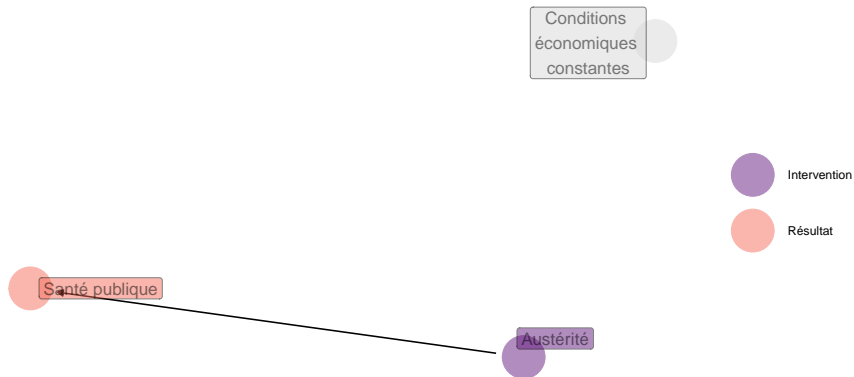 Conditions
économiques
constantes
Intervention
Résultat
Santé publique
Austérité